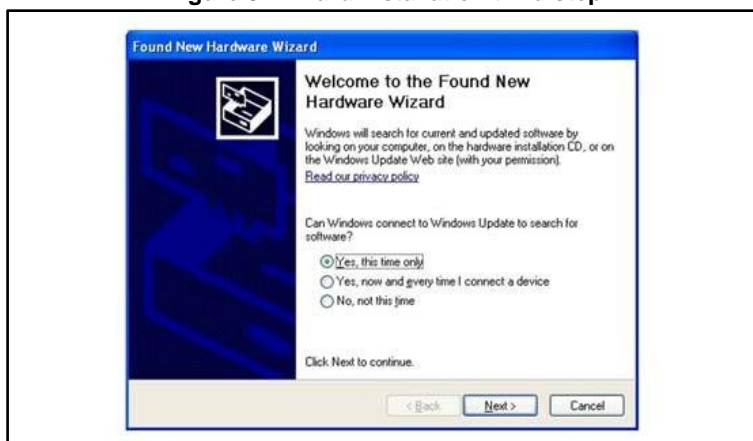 Found New Hardware Wizard
Welcome to the Found New
Hardware Wizard
Windows will search for current and updated software by
looking on your computer, on the hardware installation CD, or on
the Windows Update Web site (with your permission).
Read our privacy policy
Can Windows connect to Windows Update to search for
software?
Yes, this time only
Yes, now and every time I connect a device
No, not this time
Click Next to continue.
< Back
Next >
Cancel